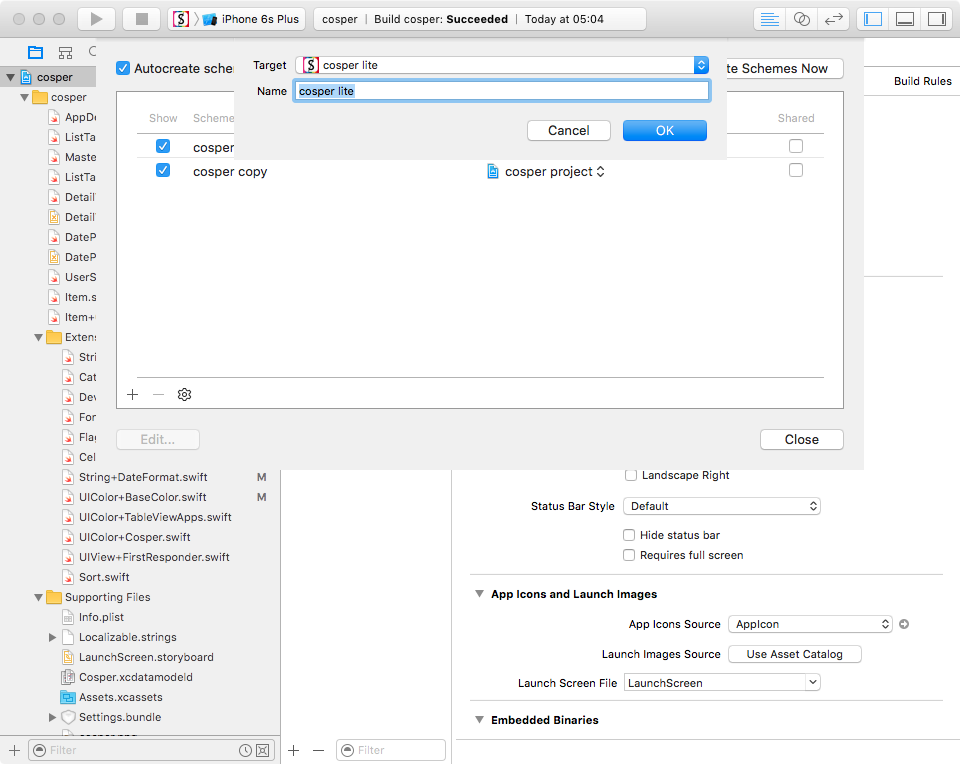 iPhone 6s Plus
cosper | Build cosper: Succeeded | Today at 05:04
cosper
cosper
AppDe
ListTa
Maste
ListTa
Detail
Detail
DateP
DateP
UserS
Item.s
Item+
Exten
Stri
Cat
Dev
For
Flag
Cel
String+DateFormat.swift M
UIColor+BaseColor.swift M
UIColor+TableViewApps.swift
UIColor+Cosper.swift
UIView+FirstResponder.swift
Sort.swift
Supporting Files
Info.plist
Localizable.strings
LaunchScreen.storyboard
Cosper.xcdatamodeld
Assets.xcassets
Settings.bundle
Filter
Autocreate sche
te Schemes Now
Target
cosper lite
Name
cosper lite
Cancel
OK
Show Scheme Shared
cosper
cosper copy cosper project
Edit...
Close
Build Rules
Landscape Right
Status Bar Style Default
Hide status bar
Requires full screen
App Icons and Launch Images
App Icons Source AppIcon
Launch Images Source Use Asset Catalog
Launch Screen File LaunchScreen
Embedded Binaries
Filter